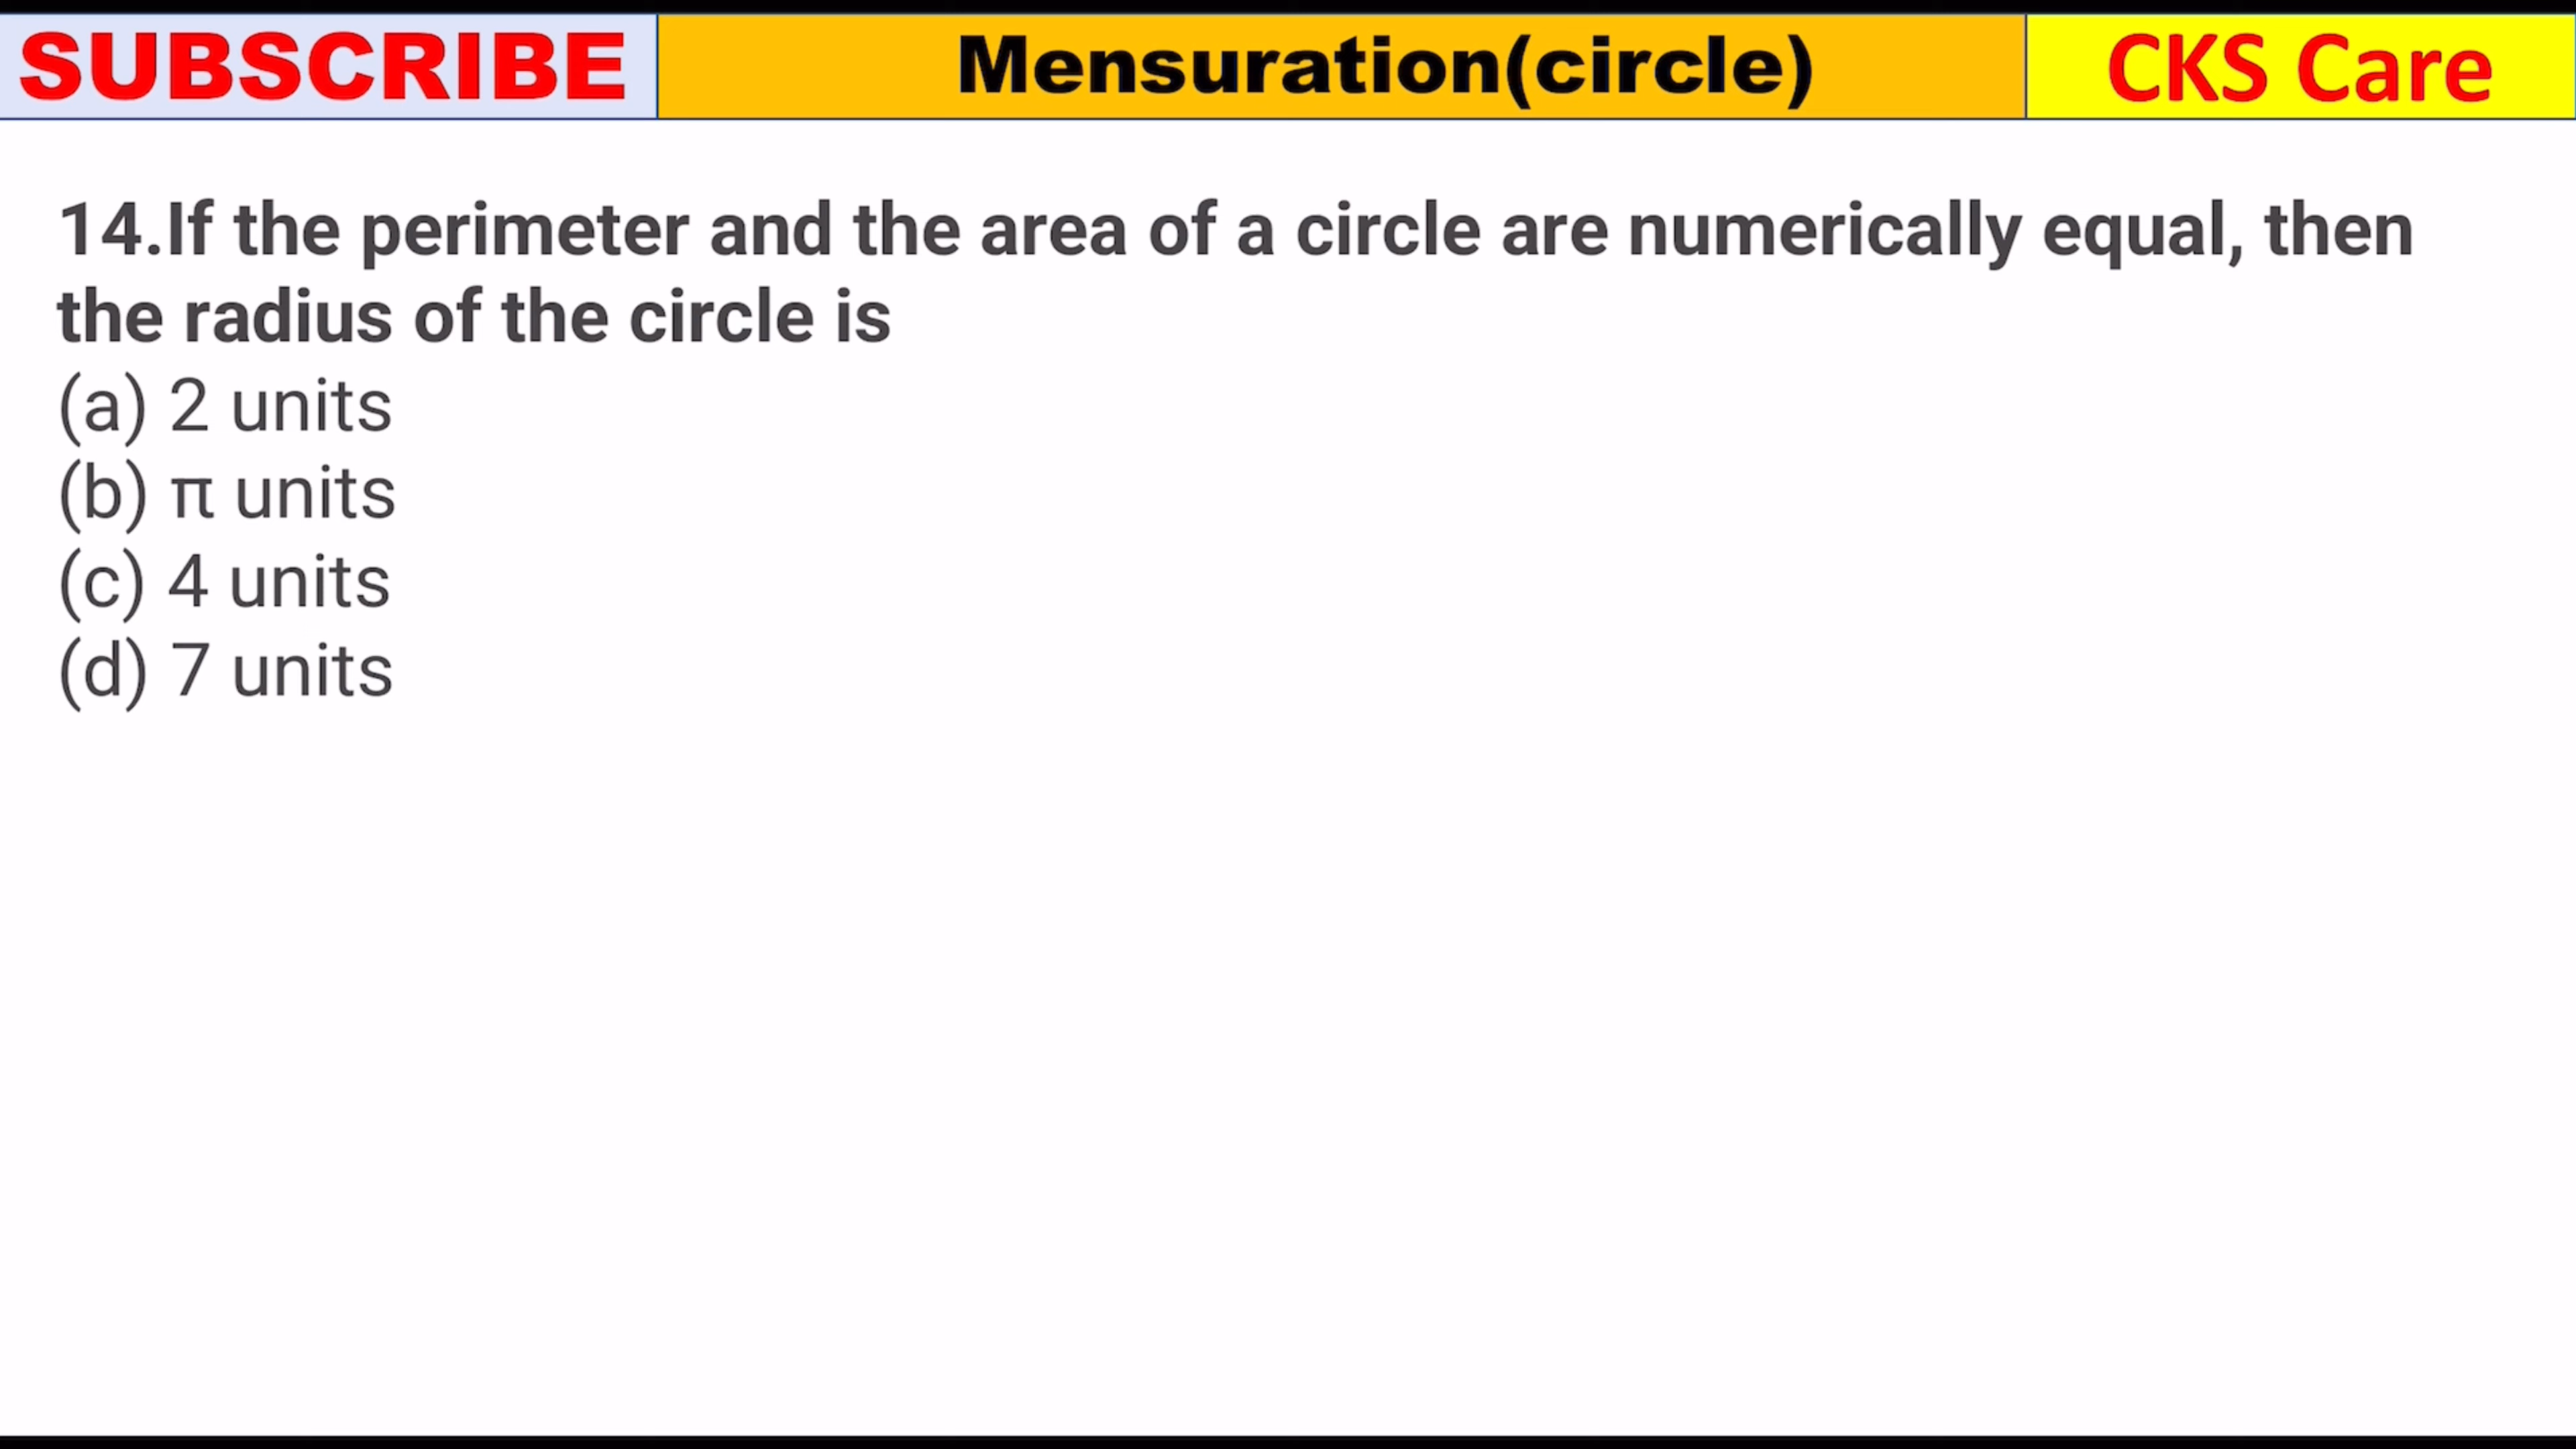 SUBSCRIBE
Mensuration(circle)
CKS Care
14.If the perimeter and the area of a circle are numerically equal, then
the radius of the circle is
(a) 2 units
(b) π units
(c) 4 units
(d) 7 units